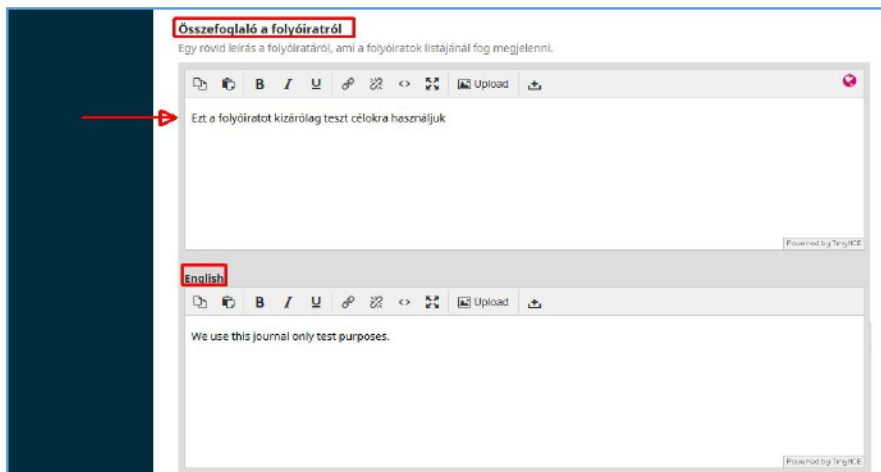 Összefoglaló a folyóiratról
Egy rövid leírás a folyóiratáról, ami a folyóiratok listájánál fog megjelenni.
B I U Upload
Ezt a folyóiratot kizárólag teszt célokra használjuk
Powered by TinyMCE
English
B I U Upload
We use this journal only test purposes.
Powered by TinyMCE